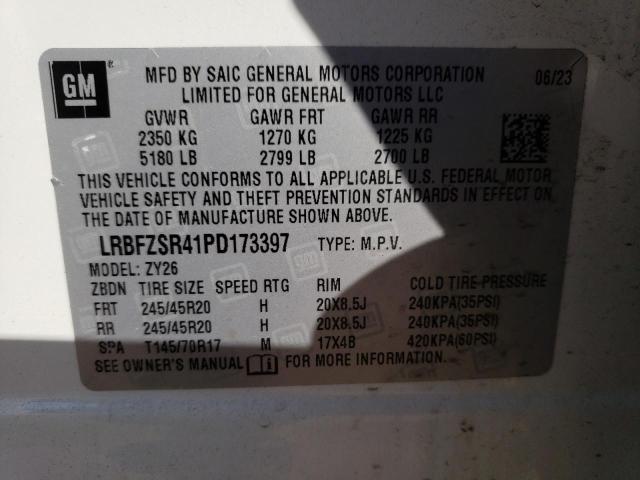 GM
MFD BY SAIC GENERAL MOTORS CORPORATION 06/23
LIMITED FOR GENERAL MOTORS LLC
GVWR GAWR FRT GAWR RR
2350 KG 1270 KG 1225 KG
5180 LB 2799 LB 2700 LB
THIS VEHICLE CONFORMS TO ALL APPLICABLE U.S. FEDERAL MOTOR
VEHICLE SAFETY AND THEFT PREVENTION STANDARDS IN EFFECT ON
THE DATE OF MANUFACTURE SHOWN ABOVE.
LRBFZSR41PD173397 TYPE: M.P.V.
MODEL: ZY26
ZBDN TIRE SIZE SPEED RTG RIM COLD TIRE PRESSURE
FRT 245/45R20 H 20X8.5J 240KPA(35PSI)
RR 245/45R20 H 20X8.5J 240KPA(35PSI)
SPA T145/70R17 M 17X4B 420KPA(60PSI)
SEE OWNER'S MANUAL FOR MORE INFORMATION.